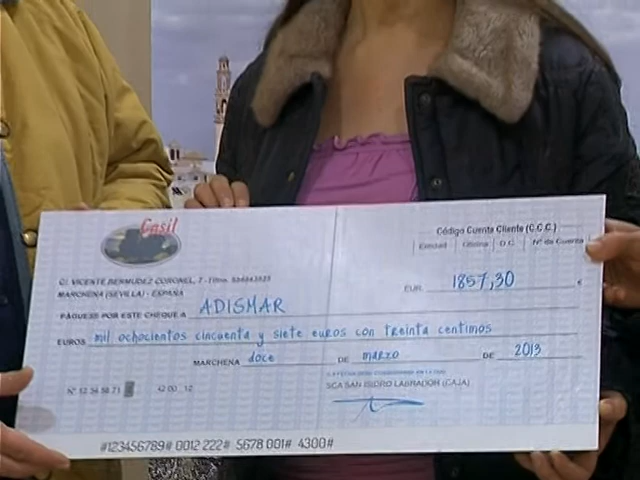 Casil
Código Cuenta Cliente (C.C.C.)
Entidad Oficina D.C. Nº de Cuenta
C/. VICENTE BERMUDEZ CORONEL, 7 -
MARCHENA (SEVILLA) - ESPAÑA
EUR. 1857,30 €
PÁGUESE POR ESTE CHEQUE A ADISMAR
EUROS mil ochocientos cincuenta y siete euros con treinta centimos
MARCHENA doce DE marzo DE 2013
SCA SAN ISIDRO LABRADOR (CAJA)
#123456789# 0012 222# 5678 001# 4300#